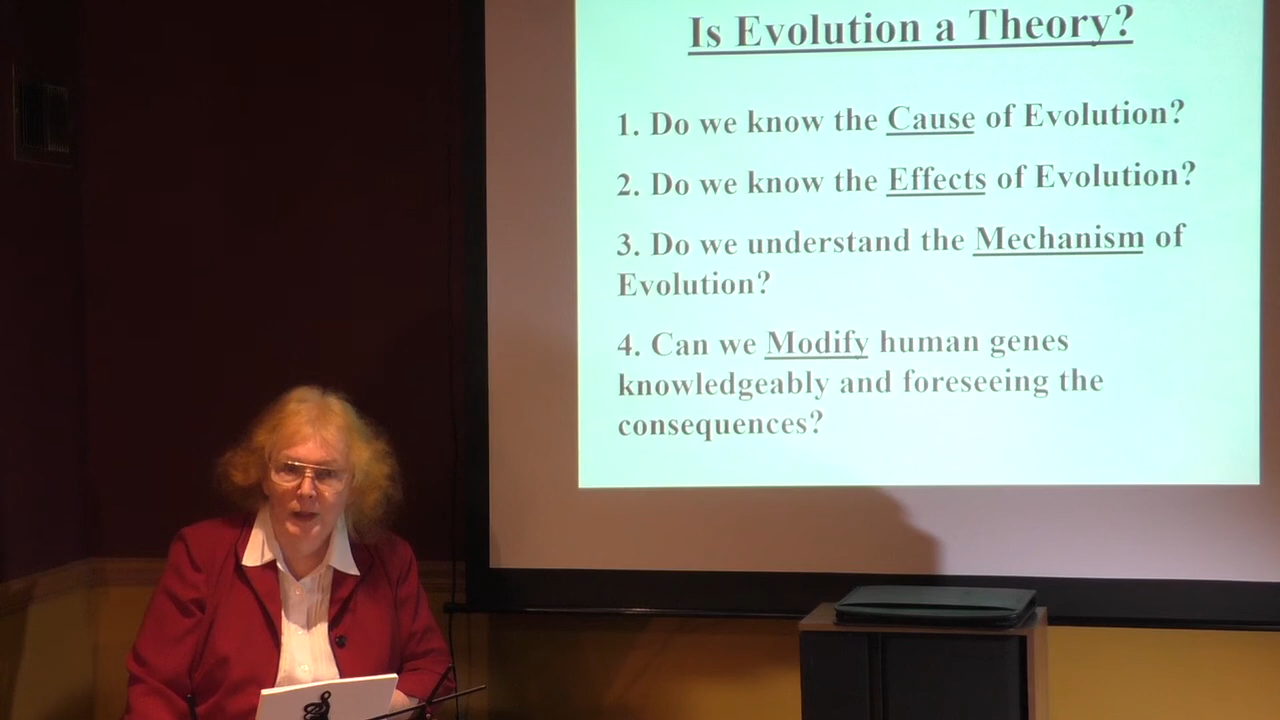 Is Evolution a Theory?
1. Do we know the Cause of Evolution?
2. Do we know the Effects of Evolution?
3. Do we understand the Mechanism of
Evolution?
4. Can we Modify human genes
knowledgeably and foreseeing the
consequences?